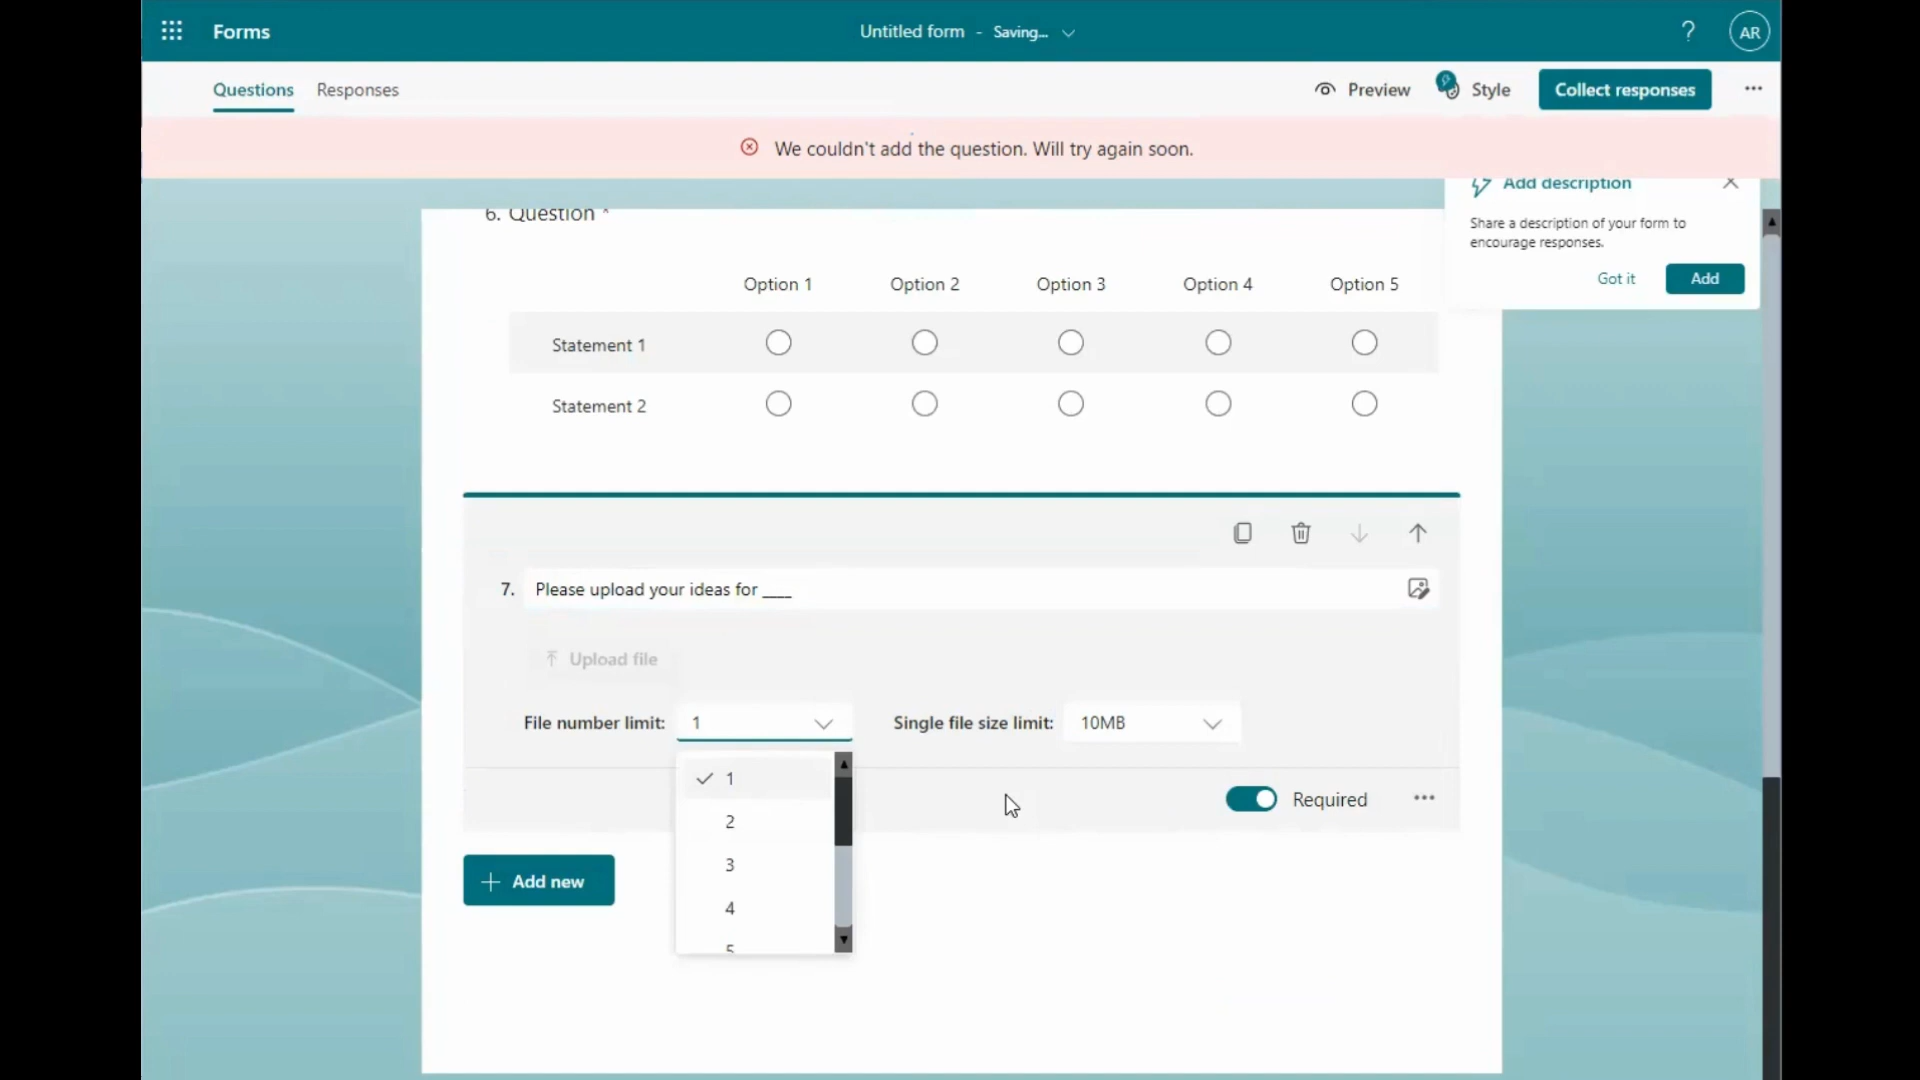 Forms
Untitled form - Saving...
?
AR
Questions
Responses
Preview
Style
Collect responses
We couldn't add the question. Will try again soon.
Add description
Share a description of your form to
encourage responses.
Got it
Add
6. Question *
Option 1 Option 2 Option 3 Option 4 Option 5
Statement 1
Statement 2
7. Please upload your ideas for ____
Upload file
File number limit: 1
Single file size limit: 10MB
1
2
3
4
5
Required
Add new